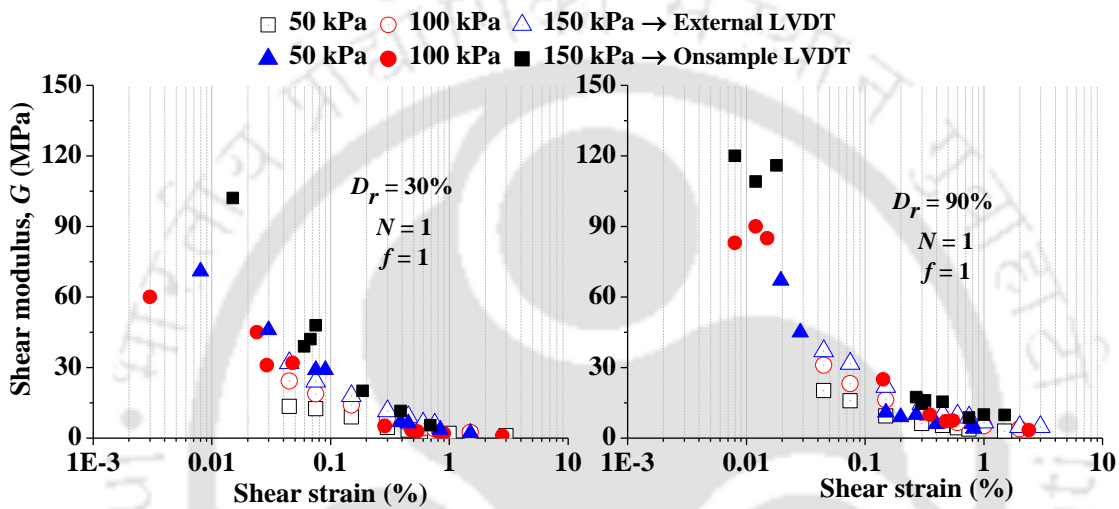 50 kPa 100 kPa 150 kPa → External LVDT
50 kPa 100 kPa 150 kPa → Onsample LVDT
Shear modulus, G (MPa)
150
120
90
60
30
0
1E-3 0.01 0.1 1 10
Shear strain (%)
Dr = 30%
N = 1
f = 1
150
120
90
60
30
0
1E-3 0.01 0.1 1 10
Shear strain (%)
Dr = 90%
N = 1
f = 1